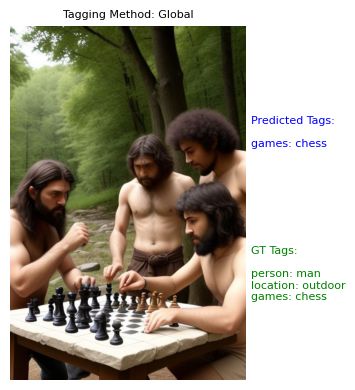 Tagging Method: Global
Predicted Tags:
games: chess
GT Tags:
person: man
location: outdoor
games: chess